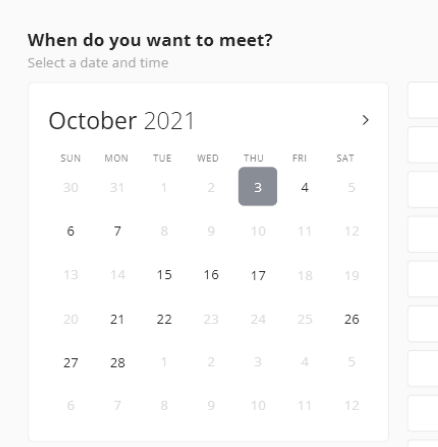 When do you want to meet?
Select a date and time
October 2021
SUN MON TUE WED THU FRI SAT
30 31 1 2 3 4 5
6 7 8 9 10 11 12
13 14 15 16 17 18 19
20 21 22 23 24 25 26
27 28 1 2 3 4 5
6 7 8 9 10 11 12